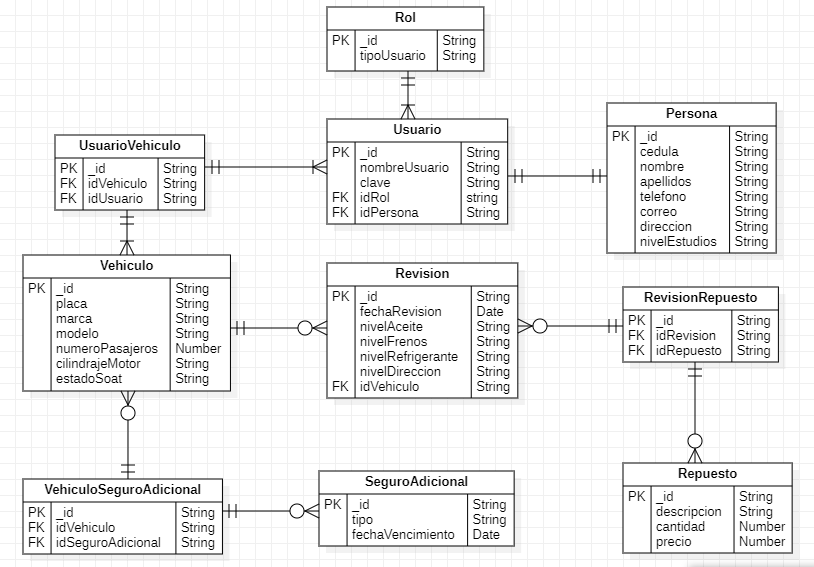 Rol
PK _id String
tipoUsuario String
UsuarioVehiculo
PK _id String
FK idVehiculo String
FK idUsuario String
Usuario
PK _id String
nombreUsuario String
clave String
FK idRol string
FK idPersona String
Persona
PK _id String
cedula String
nombre String
apellidos String
telefono String
correo String
direccion String
nivelEstudios String
Vehiculo
PK _id String
placa String
marca String
modelo String
numeroPasajeros Number
cilindrajeMotor String
estadoSoat String
Revision
PK _id String
fechaRevision Date
nivelAceite String
nivelFrenos String
nivelRefrigerante String
nivelDireccion String
FK idVehiculo String
RevisionRepuesto
PK _id String
FK idRevision String
FK idRepuesto String
VehiculoSeguroAdicional
PK _id String
FK idVehiculo String
FK idSeguroAdicional String
SeguroAdicional
PK _id String
tipo String
fechaVencimiento Date
Repuesto
PK _id String
descripcion String
cantidad Number
precio Number